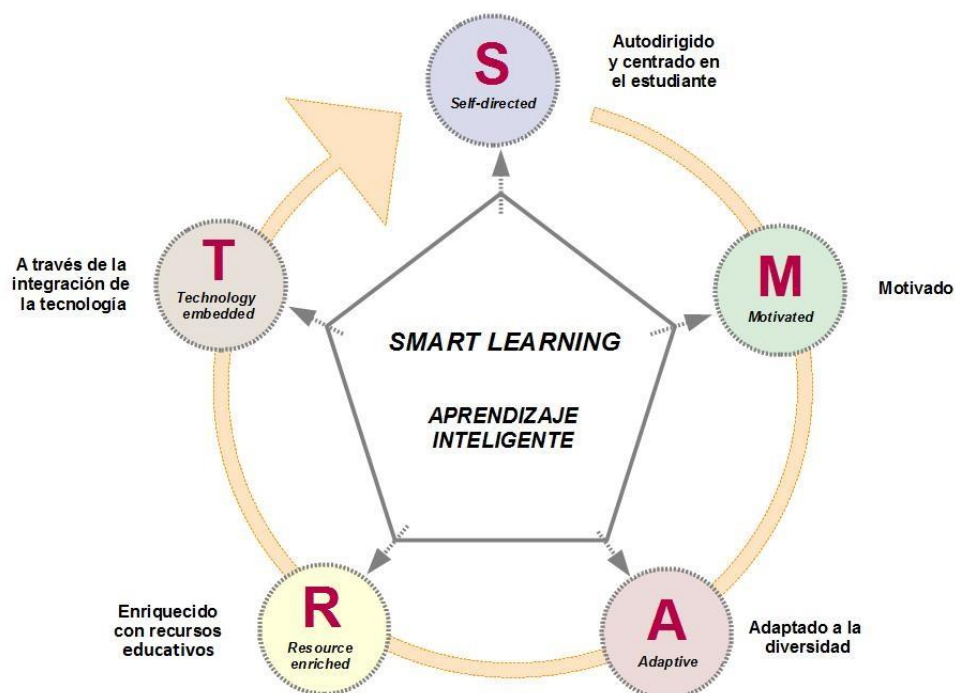 S
Self-directed
Autodirigido
y centrado en
el estudiante
M
Motivated
Motivado
A
Adaptive
Adaptado a la
diversidad
R
Resource
enriched
Enriquecido
con recursos
educativos
T
Technology
embedded
A través de la
integración de
la tecnología
SMART LEARNING
APRENDIZAJE
INTELIGENTE